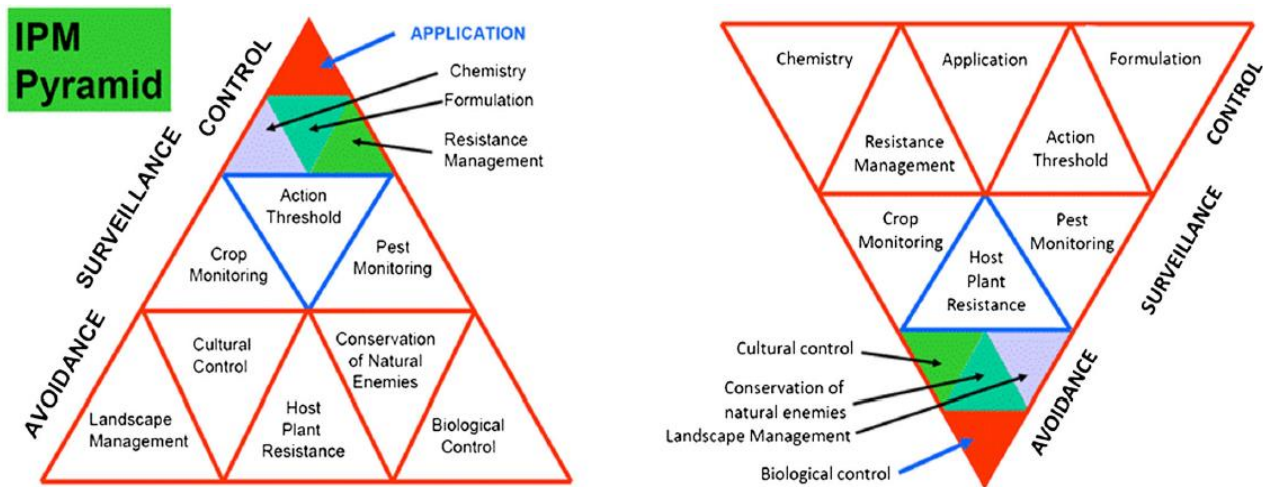 IPM
Pyramid
CONTROL
SURVEILLANCE
AVOIDANCE
APPLICATION
Chemistry
Formulation
Resistance
Management
Action
Threshold
Crop
Monitoring
Pest
Monitoring
Cultural
Control
Conservation
of Natural
Enemies
Landscape
Management
Host
Plant
Resistance
Biological
Control
Chemistry
Application
Formulation
Resistance
Management
Action
Threshold
CONTROL
Crop
Monitoring
Host
Plant
Resistance
Pest
Monitoring
SURVEILLANCE
Cultural control
Conservation of
natural enemies
Landscape Management
Biological control
AVOIDANCE